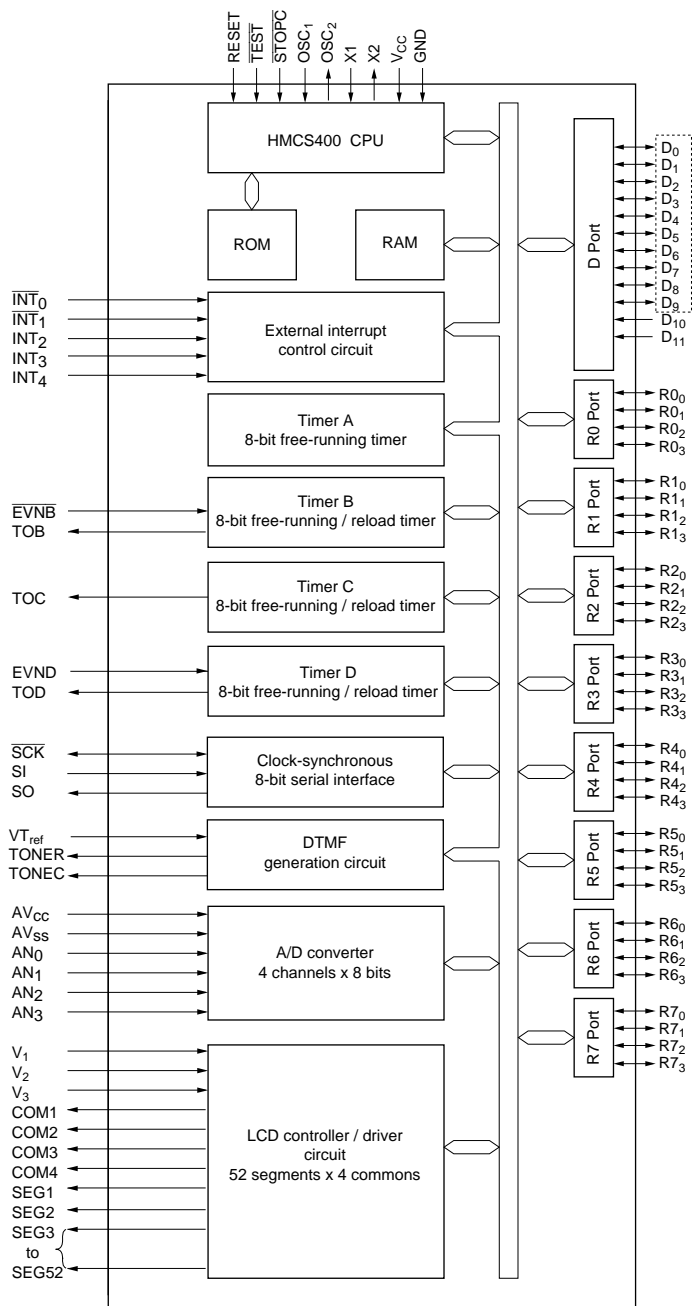 RESET
TEST
STOPC
OSC₁
OSC₂
X1
X2
V_CC
GND
HMCS400 CPU
ROM
RAM
INT₀
INT₁
INT₂
INT₃
INT₄
External interrupt
control circuit
Timer A
8-bit free-running timer
EVNB
TOB
Timer B
8-bit free-running / reload timer
TOC
Timer C
8-bit free-running / reload timer
EVND
TOD
Timer D
8-bit free-running / reload timer
SCK
SI
SO
Clock-synchronous
8-bit serial interface
VT_ref
TONER
TONEC
DTMF
generation circuit
AV_CC
AV_SS
AN₀
AN₁
AN₂
AN₃
A/D converter
4 channels x 8 bits
V₁
V₂
V₃
COM1
COM2
COM3
COM4
SEG1
SEG2
SEG3
to
SEG52
LCD controller / driver
circuit
52 segments x 4 commons
D Port
D₀
D₁
D₂
D₃
D₄
D₅
D₆
D₇
D₈
D₉
D₁₀
D₁₁
R0 Port
R0₀
R0₁
R0₂
R0₃
R1 Port
R1₀
R1₁
R1₂
R1₃
R2 Port
R2₀
R2₁
R2₂
R2₃
R3 Port
R3₀
R3₁
R3₂
R3₃
R4 Port
R4₀
R4₁
R4₂
R4₃
R5 Port
R5₀
R5₁
R5₂
R5₃
R6 Port
R6₀
R6₁
R6₂
R6₃
R7 Port
R7₀
R7₁
R7₂
R7₃